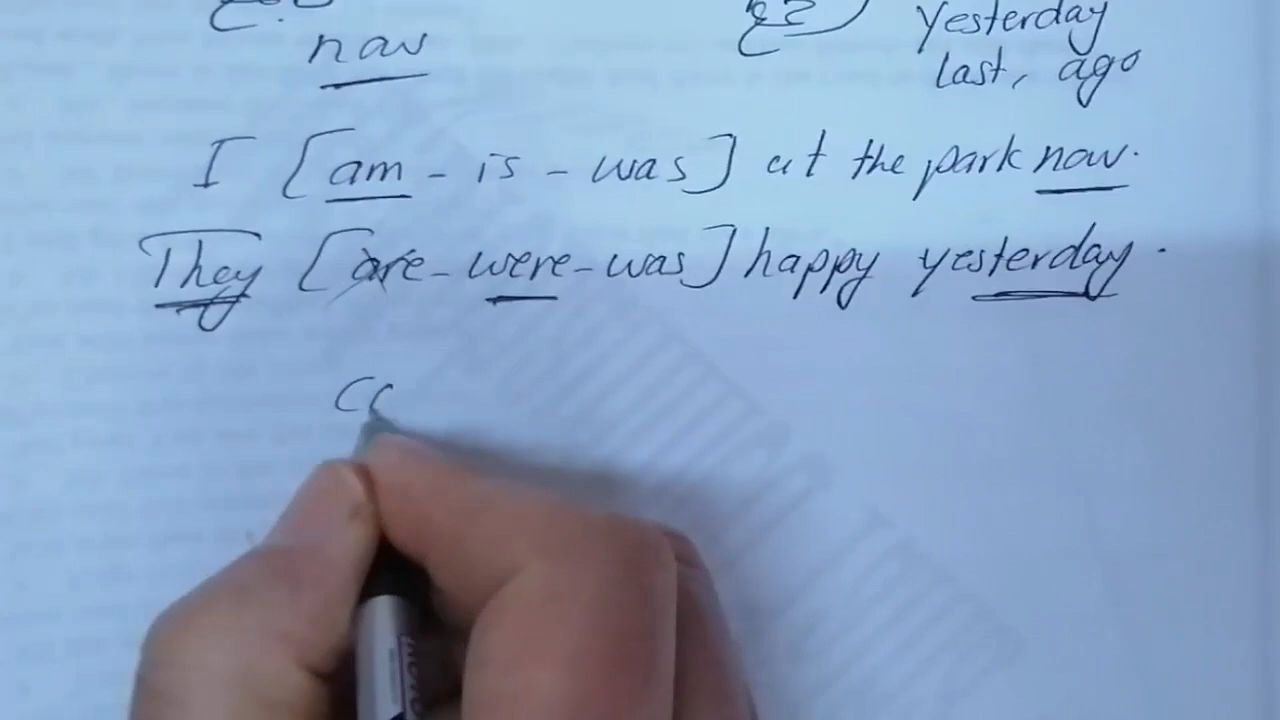 now
yesterday
last, ago
I [am - is - was] at the park now.
They [are - were - was] happy yesterday.